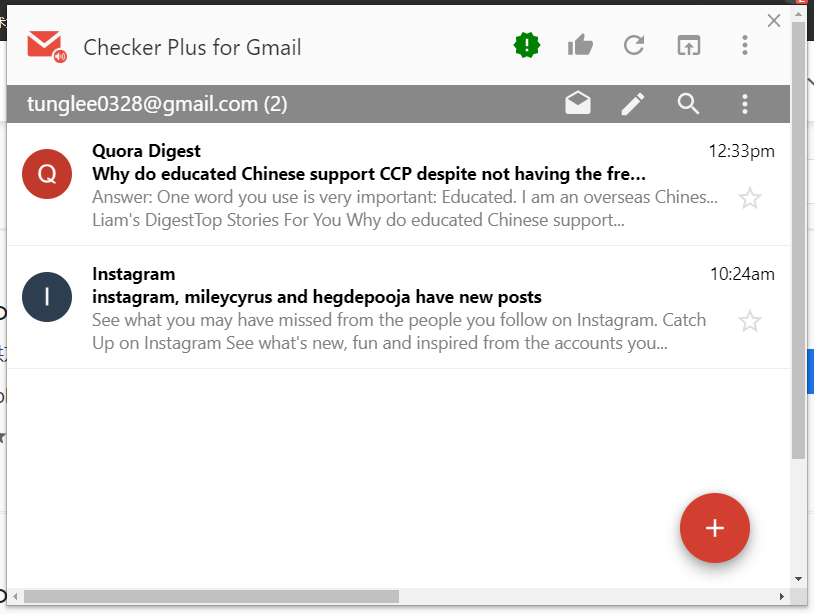 Checker Plus for Gmail
tunglee0328@gmail.com (2)
Q
Quora Digest
12:33pm
Why do educated Chinese support CCP despite not having the fre...
Answer: One word you use is very important: Educated. I am an overseas Chines...
Liam's DigestTop Stories For You Why do educated Chinese support...
I
Instagram
10:24am
instagram, mileycyrus and hegdepooja have new posts
See what you may have missed from the people you follow on Instagram. Catch
Up on Instagram See what's new, fun and inspired from the accounts you...